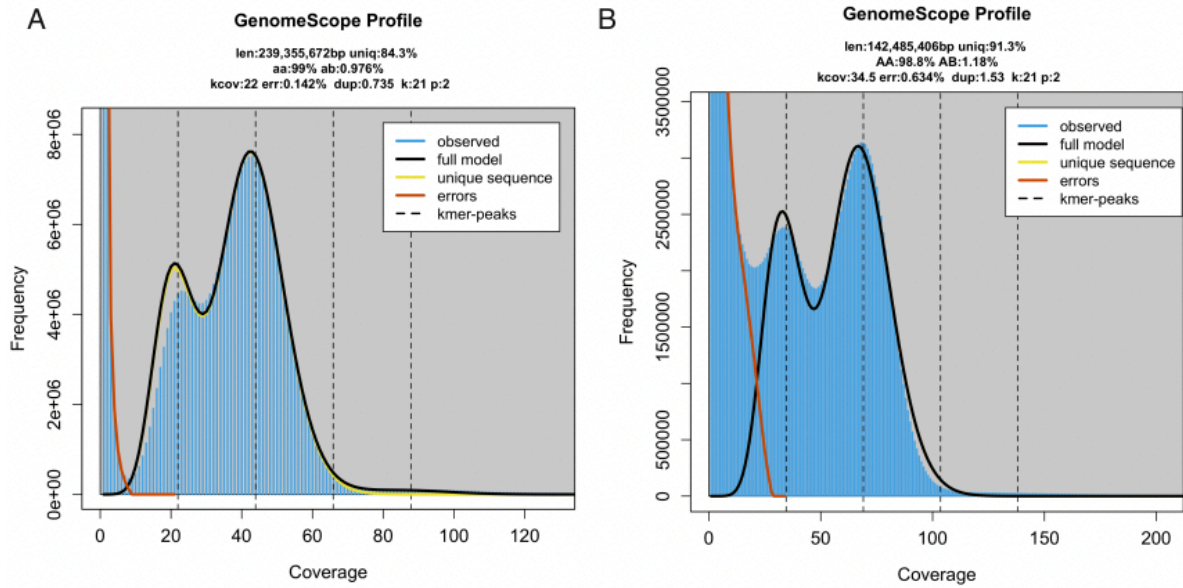 A
GenomeScope Profile
len:239,355,672bp uniq:84.3%
aa:99% ab:0.976%
kcov:22 err:0.142% dup:0.735 k:21 p:2
observed
full model
unique sequence
errors
kmer-peaks
Frequency
8e+06
6e+06
4e+06
2e+06
0e+00
0
20
40
60
80
100
120
Coverage
B
GenomeScope Profile
len:142,485,406bp uniq:91.3%
AA:98.8% AB:1.18%
kcov:34.5 err:0.634% dup:1.53 k:21 p:2
observed
full model
unique sequence
errors
kmer-peaks
Frequency
3500000
2500000
1500000
500000
0
0
50
100
150
200
Coverage